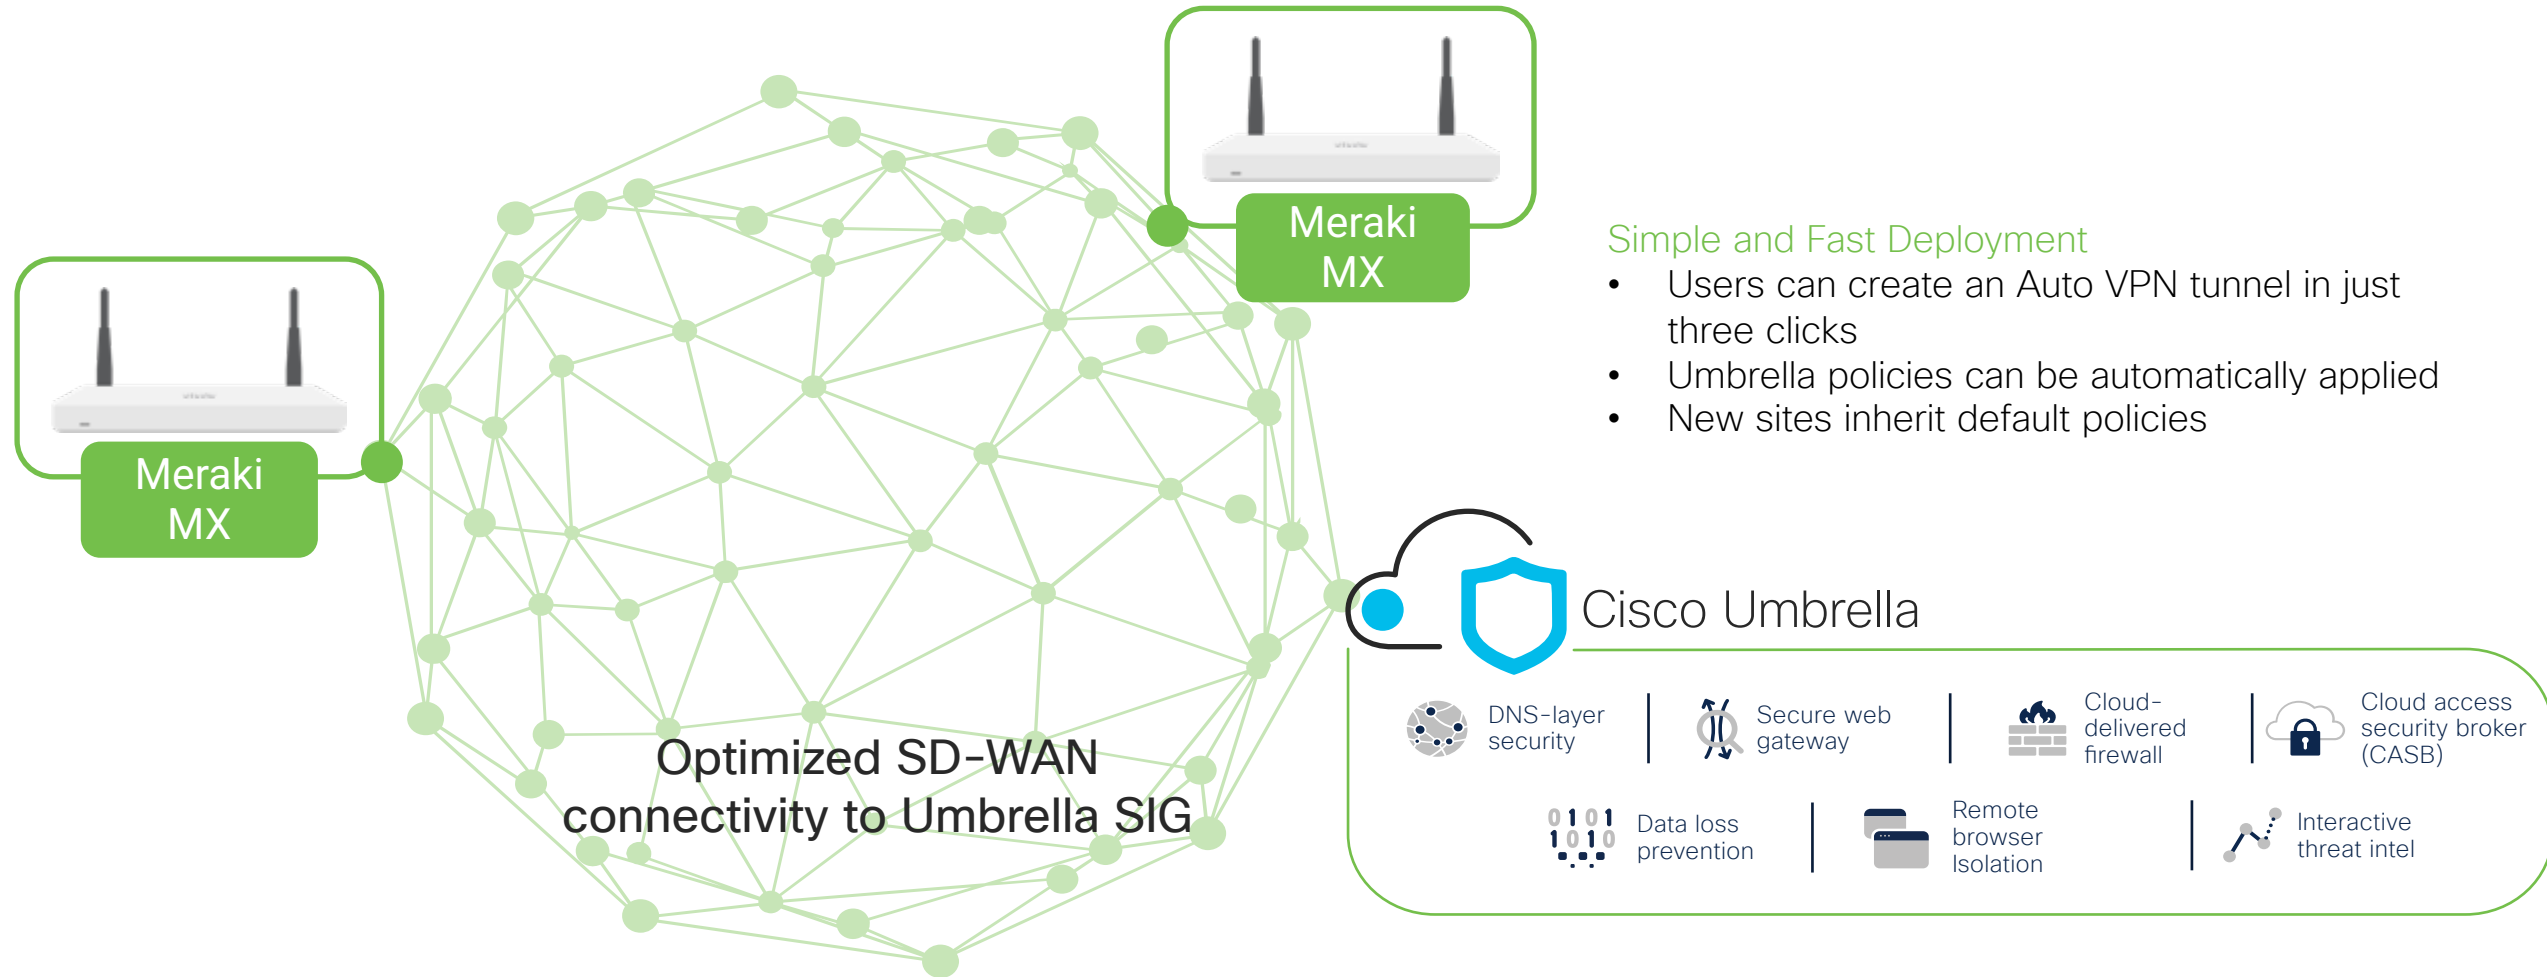 Meraki
MX
Meraki
MX
Simple and Fast Deployment
• Users can create an Auto VPN tunnel in just
three clicks
• Umbrella policies can be automatically applied
• New sites inherit default policies
Cisco Umbrella
DNS-layer
security
Secure web
gateway
Cloud-
delivered
firewall
Cloud access
security broker
(CASB)
Optimized SD-WAN
connectivity to Umbrella SIG
0101
1010
Data loss
prevention
Remote
browser
Isolation
Interactive
threat intel